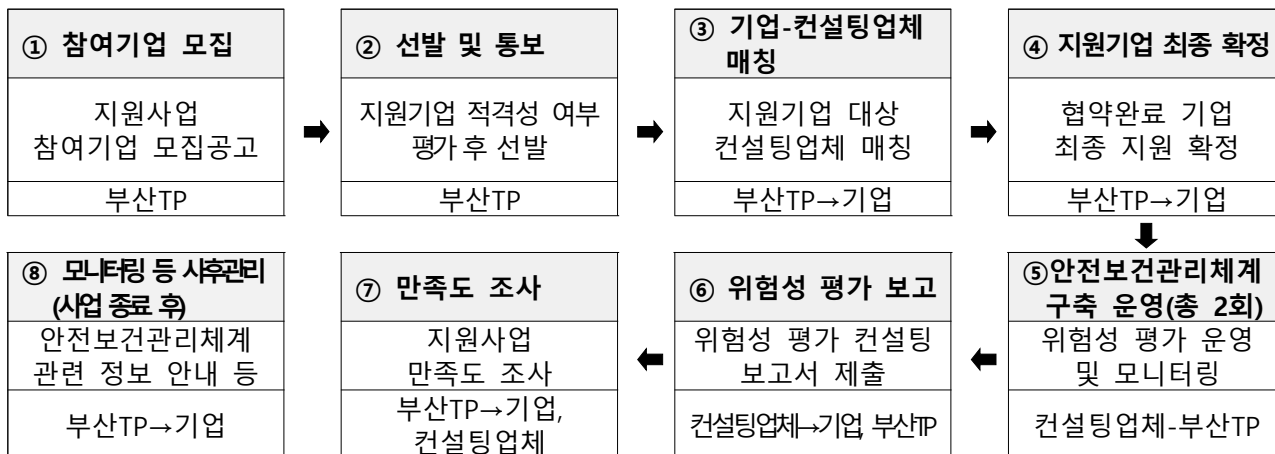 ① 참여기업 모집
지원사업
참여기업 모집공고
부산TP
② 선발 및 통보
지원기업 적격성 여부
평가 후 선발
부산TP
③ 기업-컨설팅업체
매칭
지원기업 대상
컨설팅업체 매칭
부산TP→기업
④ 지원기업 최종 확정
협약완료 기업
최종 지원 확정
부산TP→기업
⑤안전보건관리체계
구축 운영(총 2회)
위험성 평가 운영
및 모니터링
컨설팅업체-부산TP
⑥ 위험성 평가 보고
위험성 평가 컨설팅
보고서 제출
컨설팅업체→기업, 부산TP
⑦ 만족도 조사
지원사업
만족도 조사
부산TP→기업,
컨설팅업체
⑧ 모니터링 등 사후관리
(사업 종료 후)
안전보건관리체계
관련 정보 안내 등
부산TP→기업